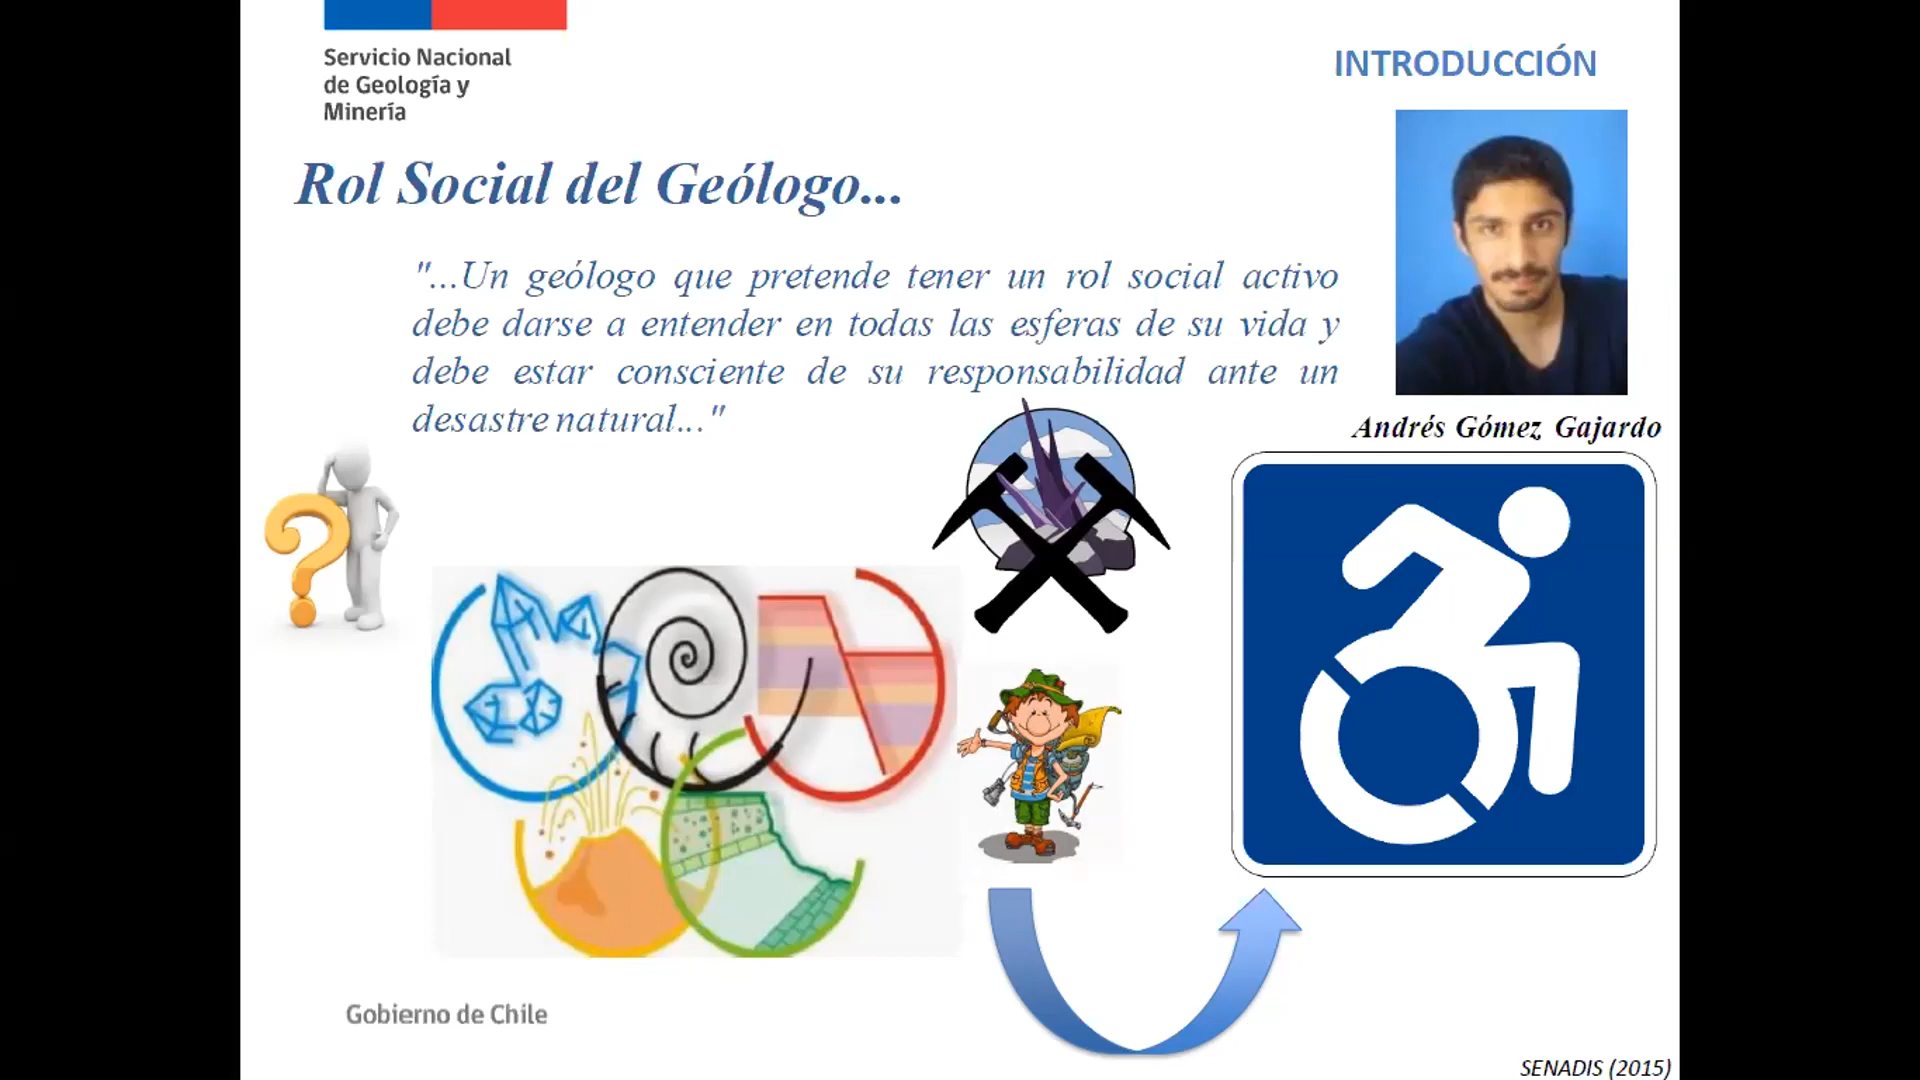 Servicio Nacional
de Geología y
Minería
INTRODUCCIÓN
Rol Social del Geólogo...
"...Un geólogo que pretende tener un rol social activo
debe darse a entender en todas las esferas de su vida y
debe estar consciente de su responsabilidad ante un
desastre natural..."
Andrés Gómez Gajardo
Gobierno de Chile
SENADIS (2015)